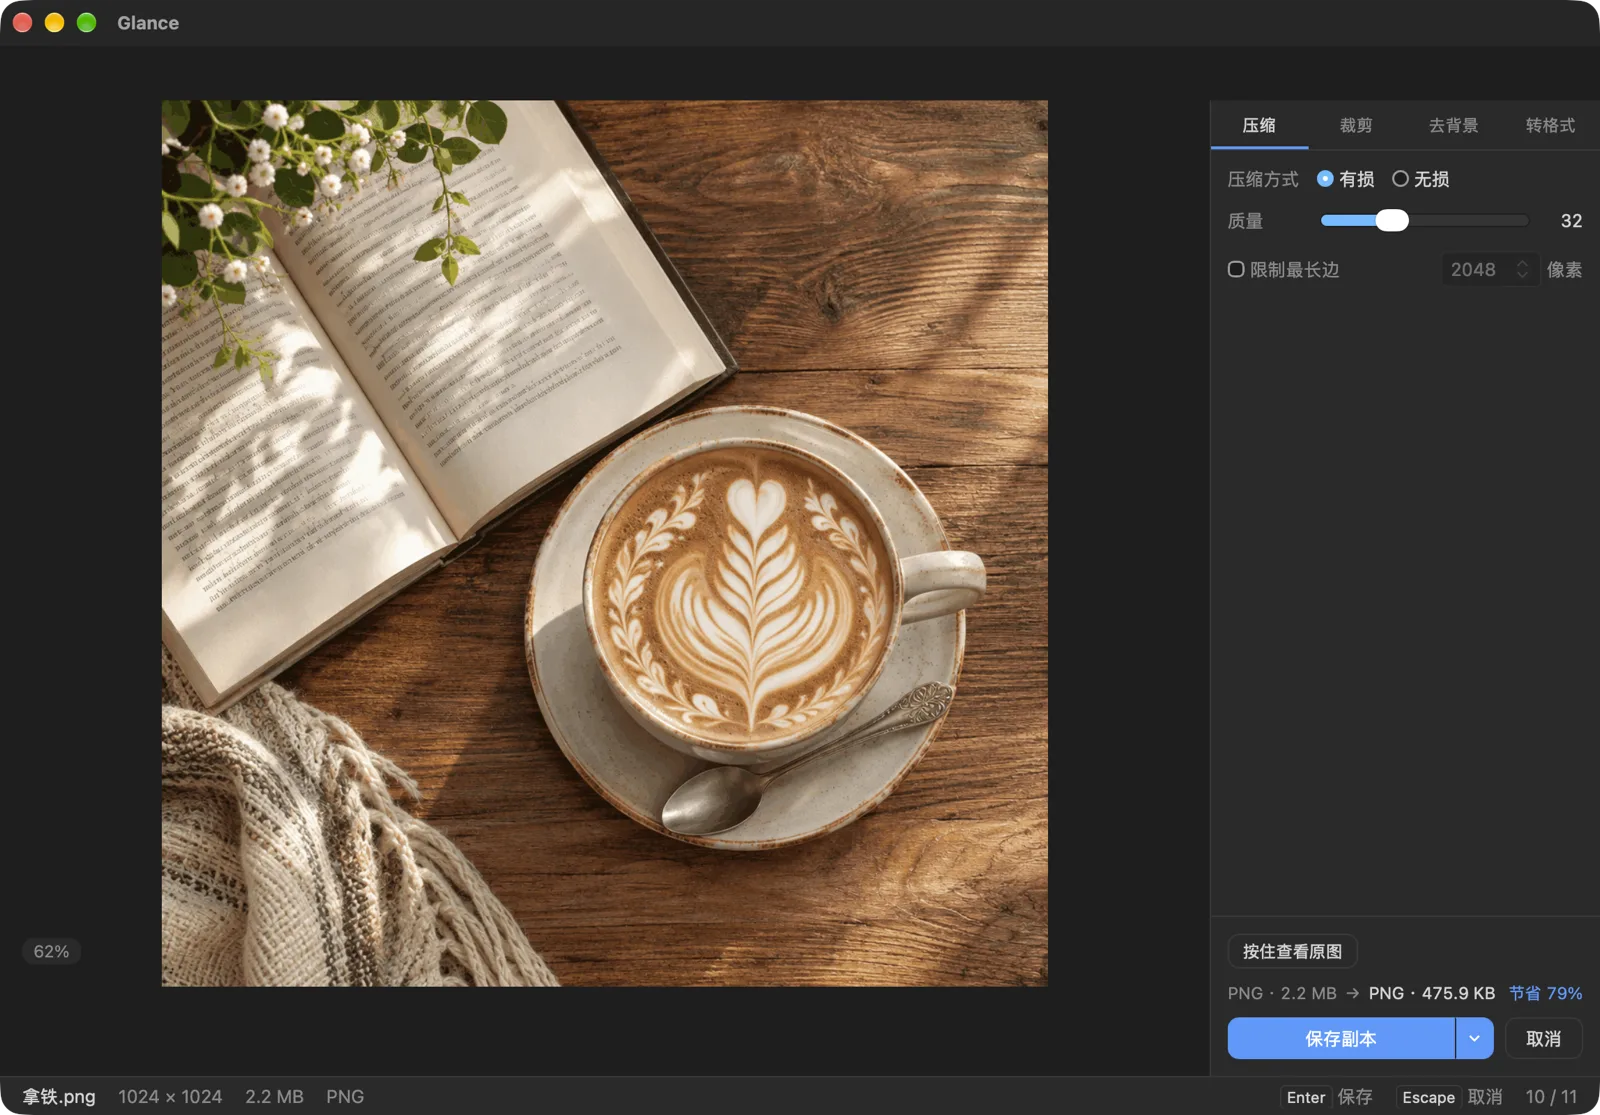 Glance
压缩 裁剪 去背景 转格式
压缩方式 有损 无损
质量 32
限制最长边 2048 像素
62%
按住查看原图
PNG · 2.2 MB → PNG · 475.9 KB 节省 79%
保存副本 取消
拿铁.png 1024 × 1024 2.2 MB PNG Enter 保存 Escape 取消 10 / 11